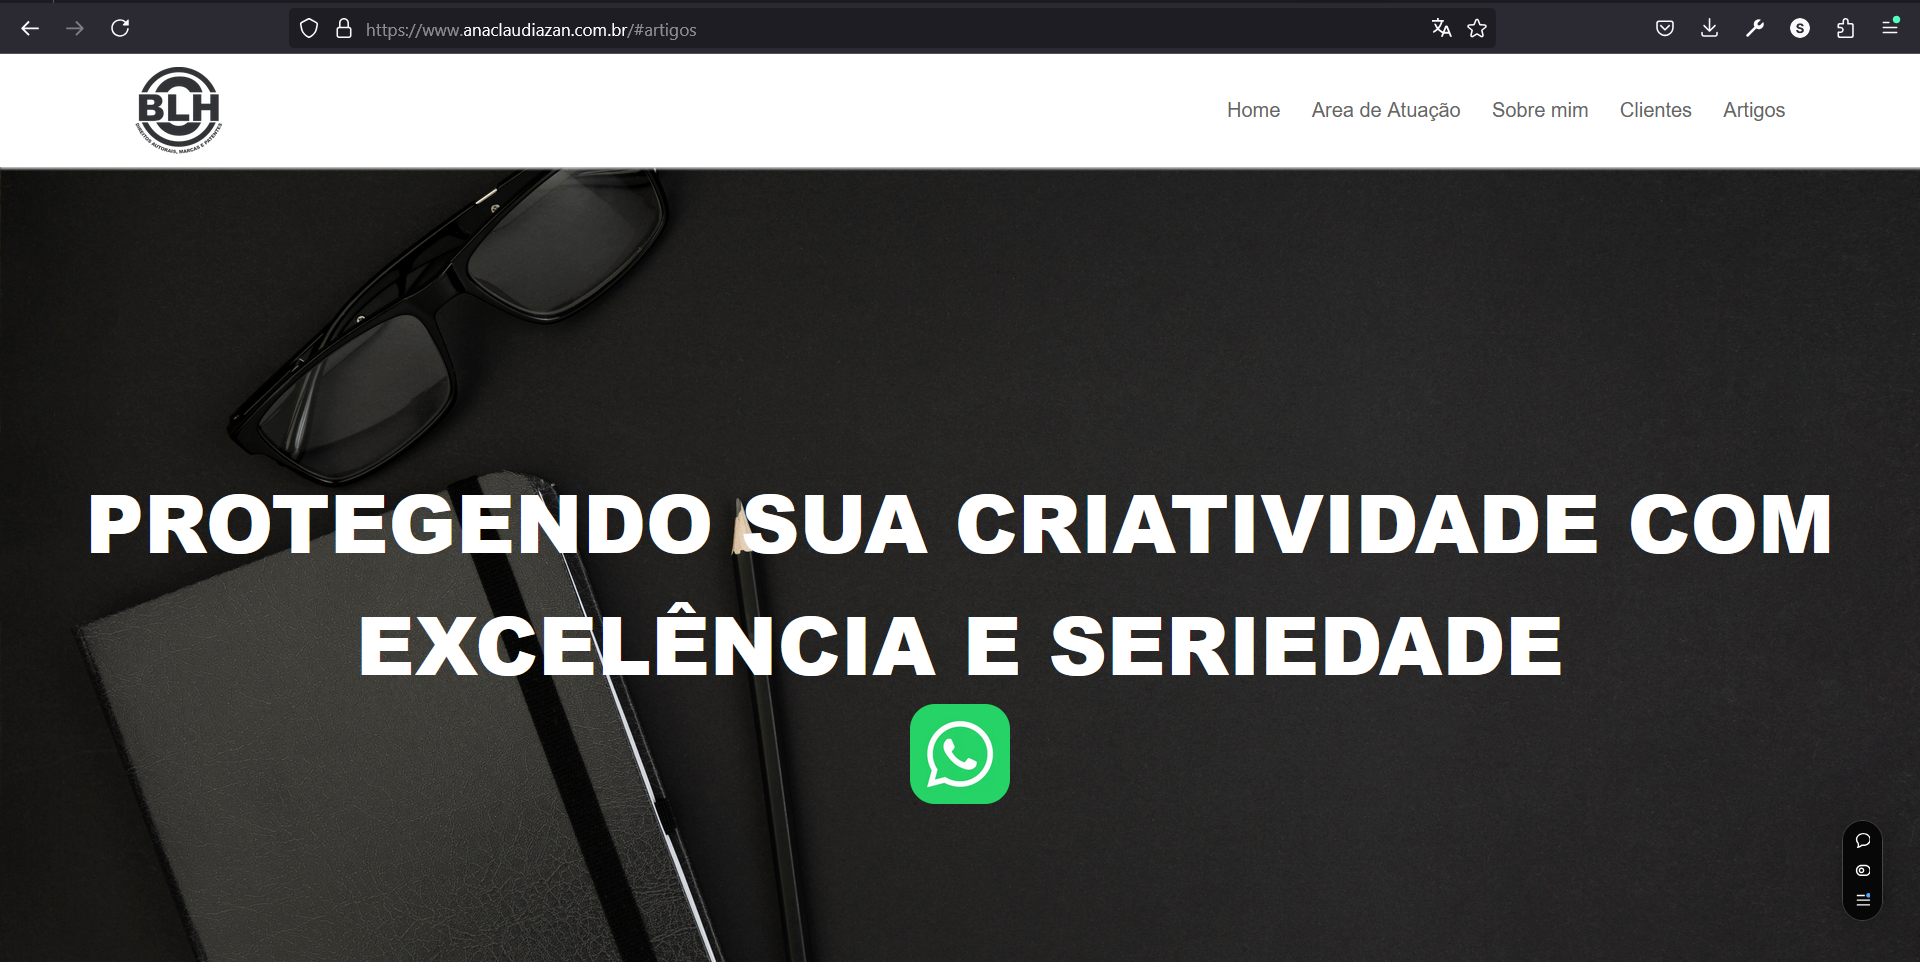 https://www.anaclaudiazan.com.br/#artigos
S
BLH
DIREITOS AUTORAIS, MARCAS E PATENTES
Home Area de Atuação Sobre mim Clientes Artigos
PROTEGENDO SUA CRIATIVIDADE COM
EXCELÊNCIA E SERIEDADE